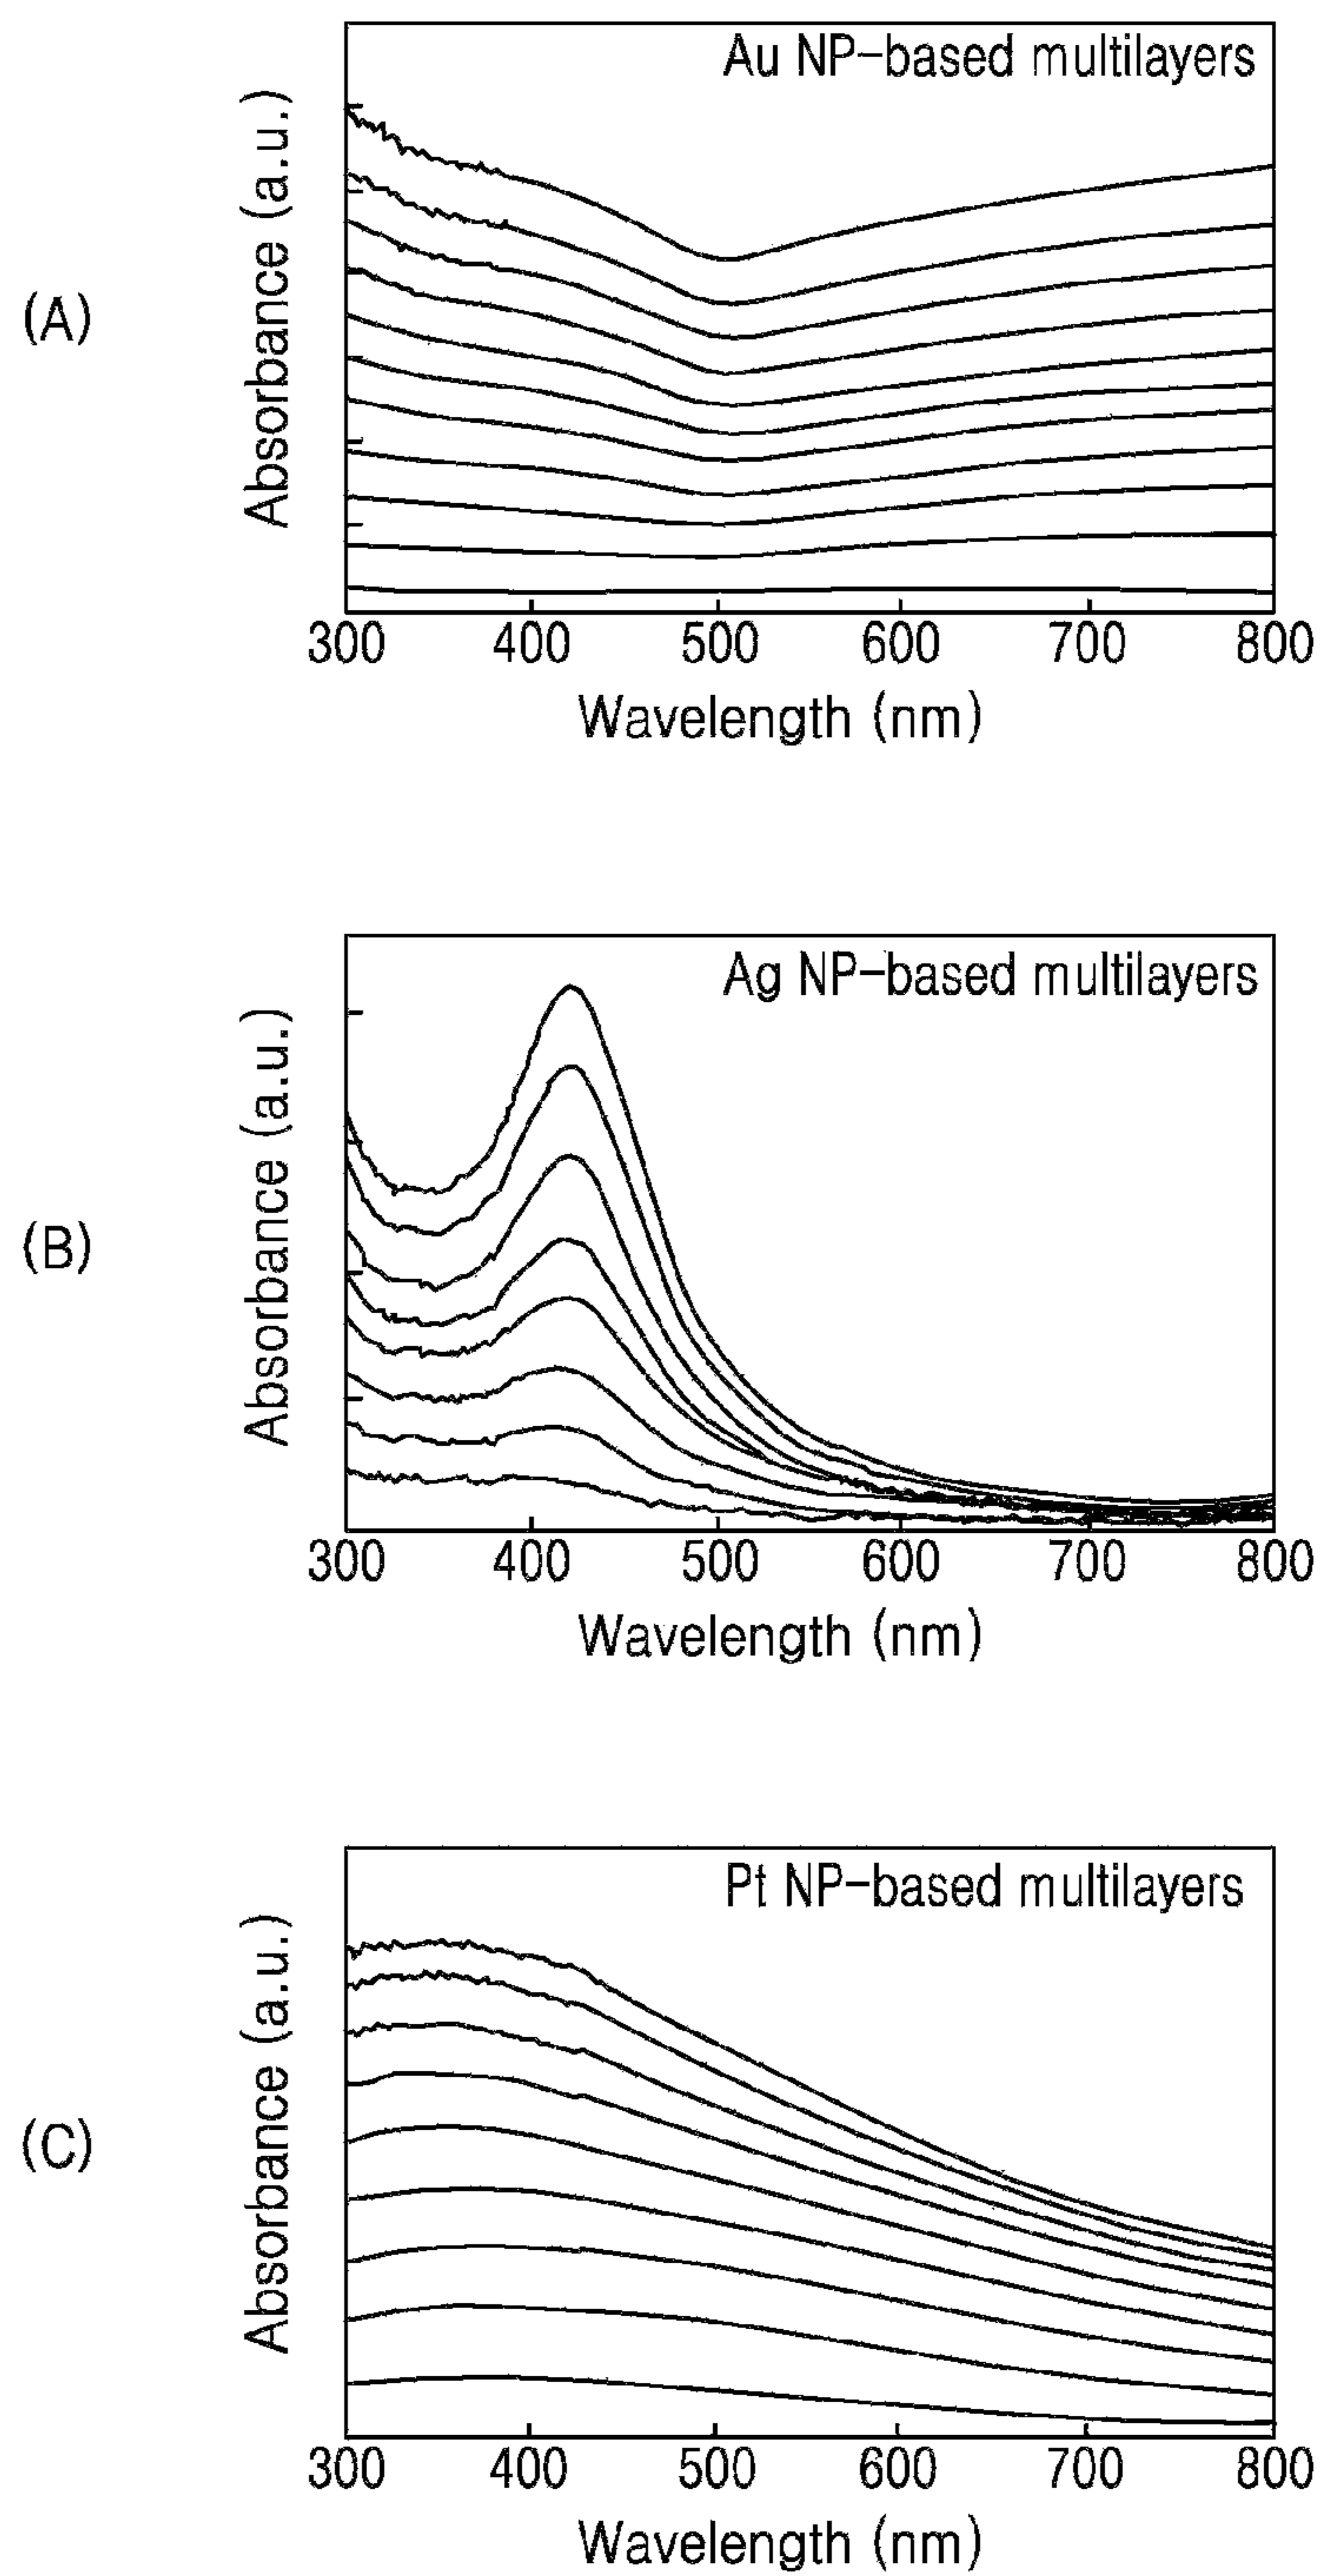 (A)
Absorbance (a.u.)
Au NP-based multilayers
300 400 500 600 700 800
Wavelength (nm)
(B)
Absorbance (a.u.)
Ag NP-based multilayers
300 400 500 600 700 800
Wavelength (nm)
(C)
Absorbance (a.u.)
Pt NP-based multilayers
300 400 500 600 700 800
Wavelength (nm)